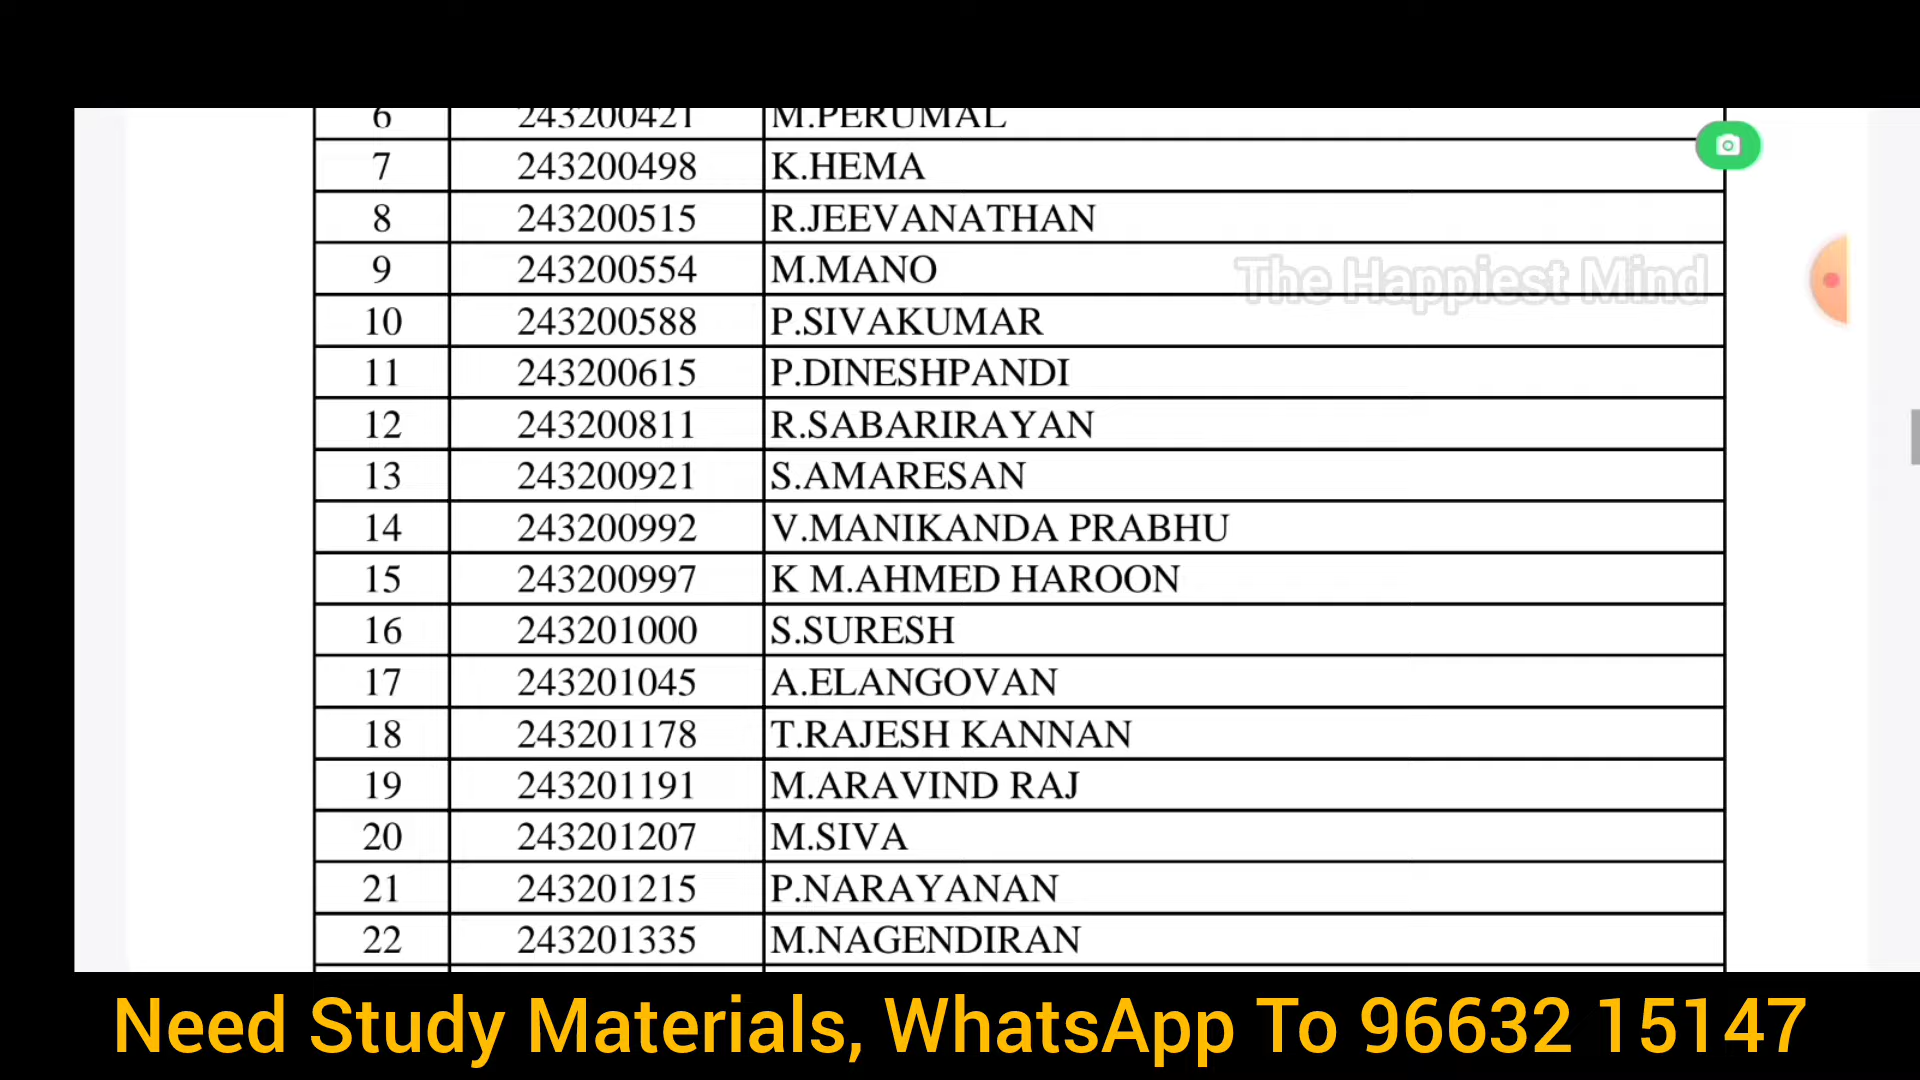 6 243200421 M.PERUMAL
7 243200498 K.HEMA
8 243200515 R.JEEVANATHAN
9 243200554 M.MANO
The Happiest Mind
10 243200588 P.SIVAKUMAR
11 243200615 P.DINESHPANDI
12 243200811 R.SABARIRAYAN
13 243200921 S.AMARESAN
14 243200992 V.MANIKANDA PRABHU
15 243200997 K M.AHMED HAROON
16 243201000 S.SURESH
17 243201045 A.ELANGOVAN
18 243201178 T.RAJESH KANNAN
19 243201191 M.ARAVIND RAJ
20 243201207 M.SIVA
21 243201215 P.NARAYANAN
22 243201335 M.NAGENDIRAN
Need Study Materials, WhatsApp To 96632 15147